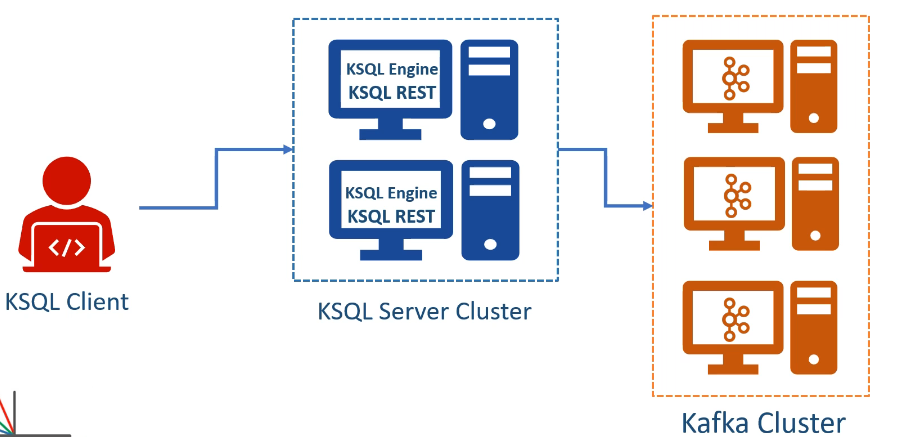 KSQL Engine
KSQL REST
KSQL Engine
KSQL REST
</>
KSQL Client
KSQL Server Cluster
Kafka Cluster